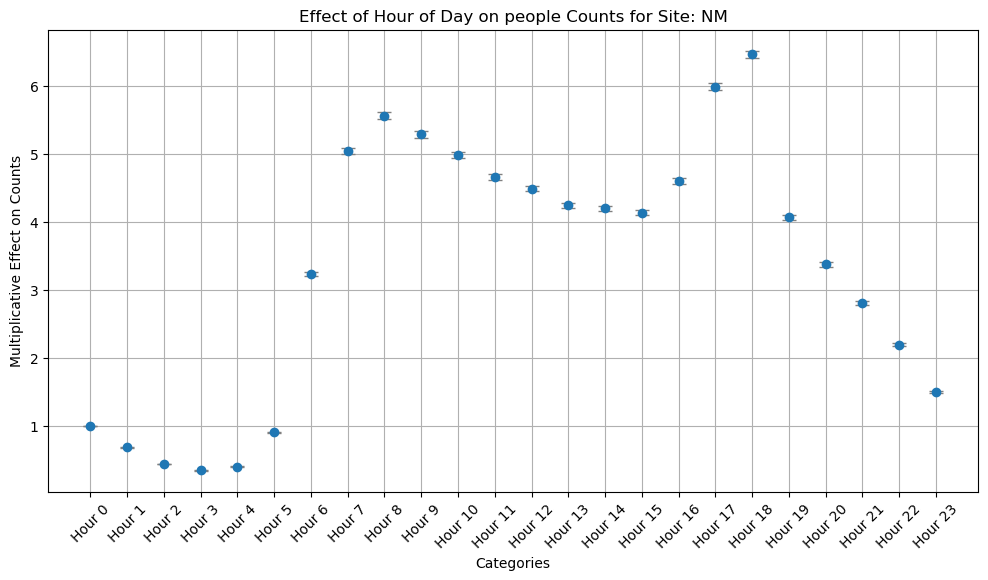 Effect of Hour of Day on people Counts for Site: NM
Multiplicative Effect on Counts
6
5
4
3
2
1
Hour 0
Hour 1
Hour 2
Hour 3
Hour 4
Hour 5
Hour 6
Hour 7
Hour 8
Hour 9
Hour 10
Hour 11
Hour 12
Hour 13
Hour 14
Hour 15
Hour 16
Hour 17
Hour 18
Hour 19
Hour 20
Hour 21
Hour 22
Hour 23
Categories